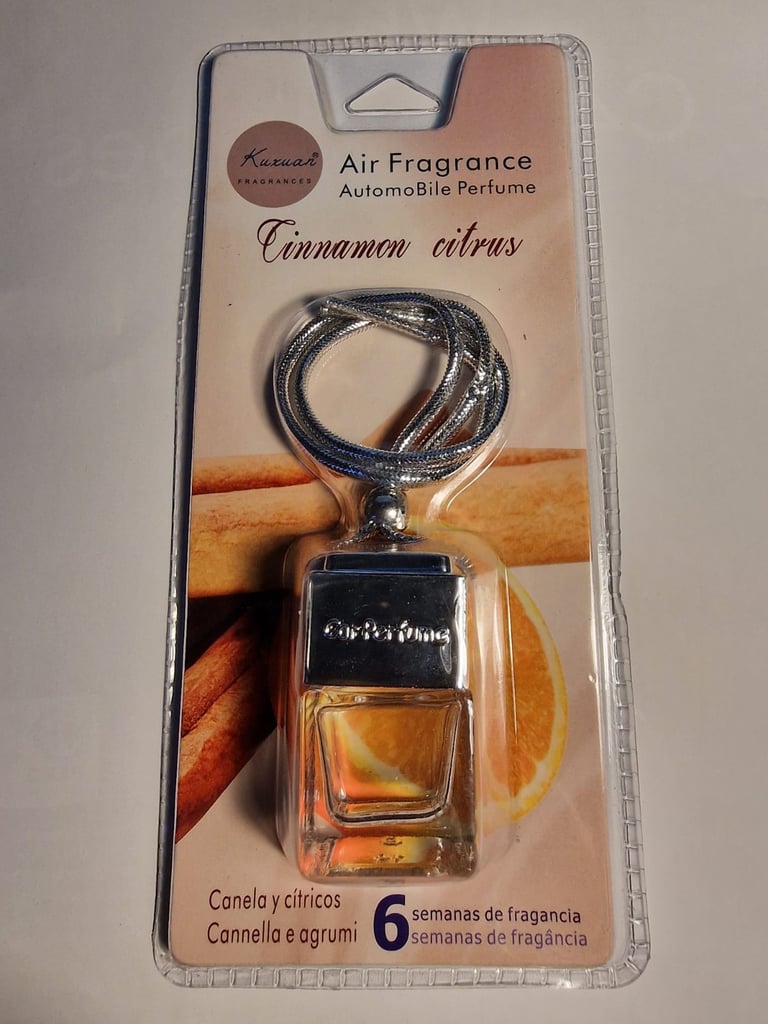 Kuxuan®
FRAGRANCES
Air Fragrance
AutomoBile Perfume
Cinnamon citrus
CarPerfume
Canela y cítricos
Cannella e agrumi
6 semanas de fragancia
semanas de fragância